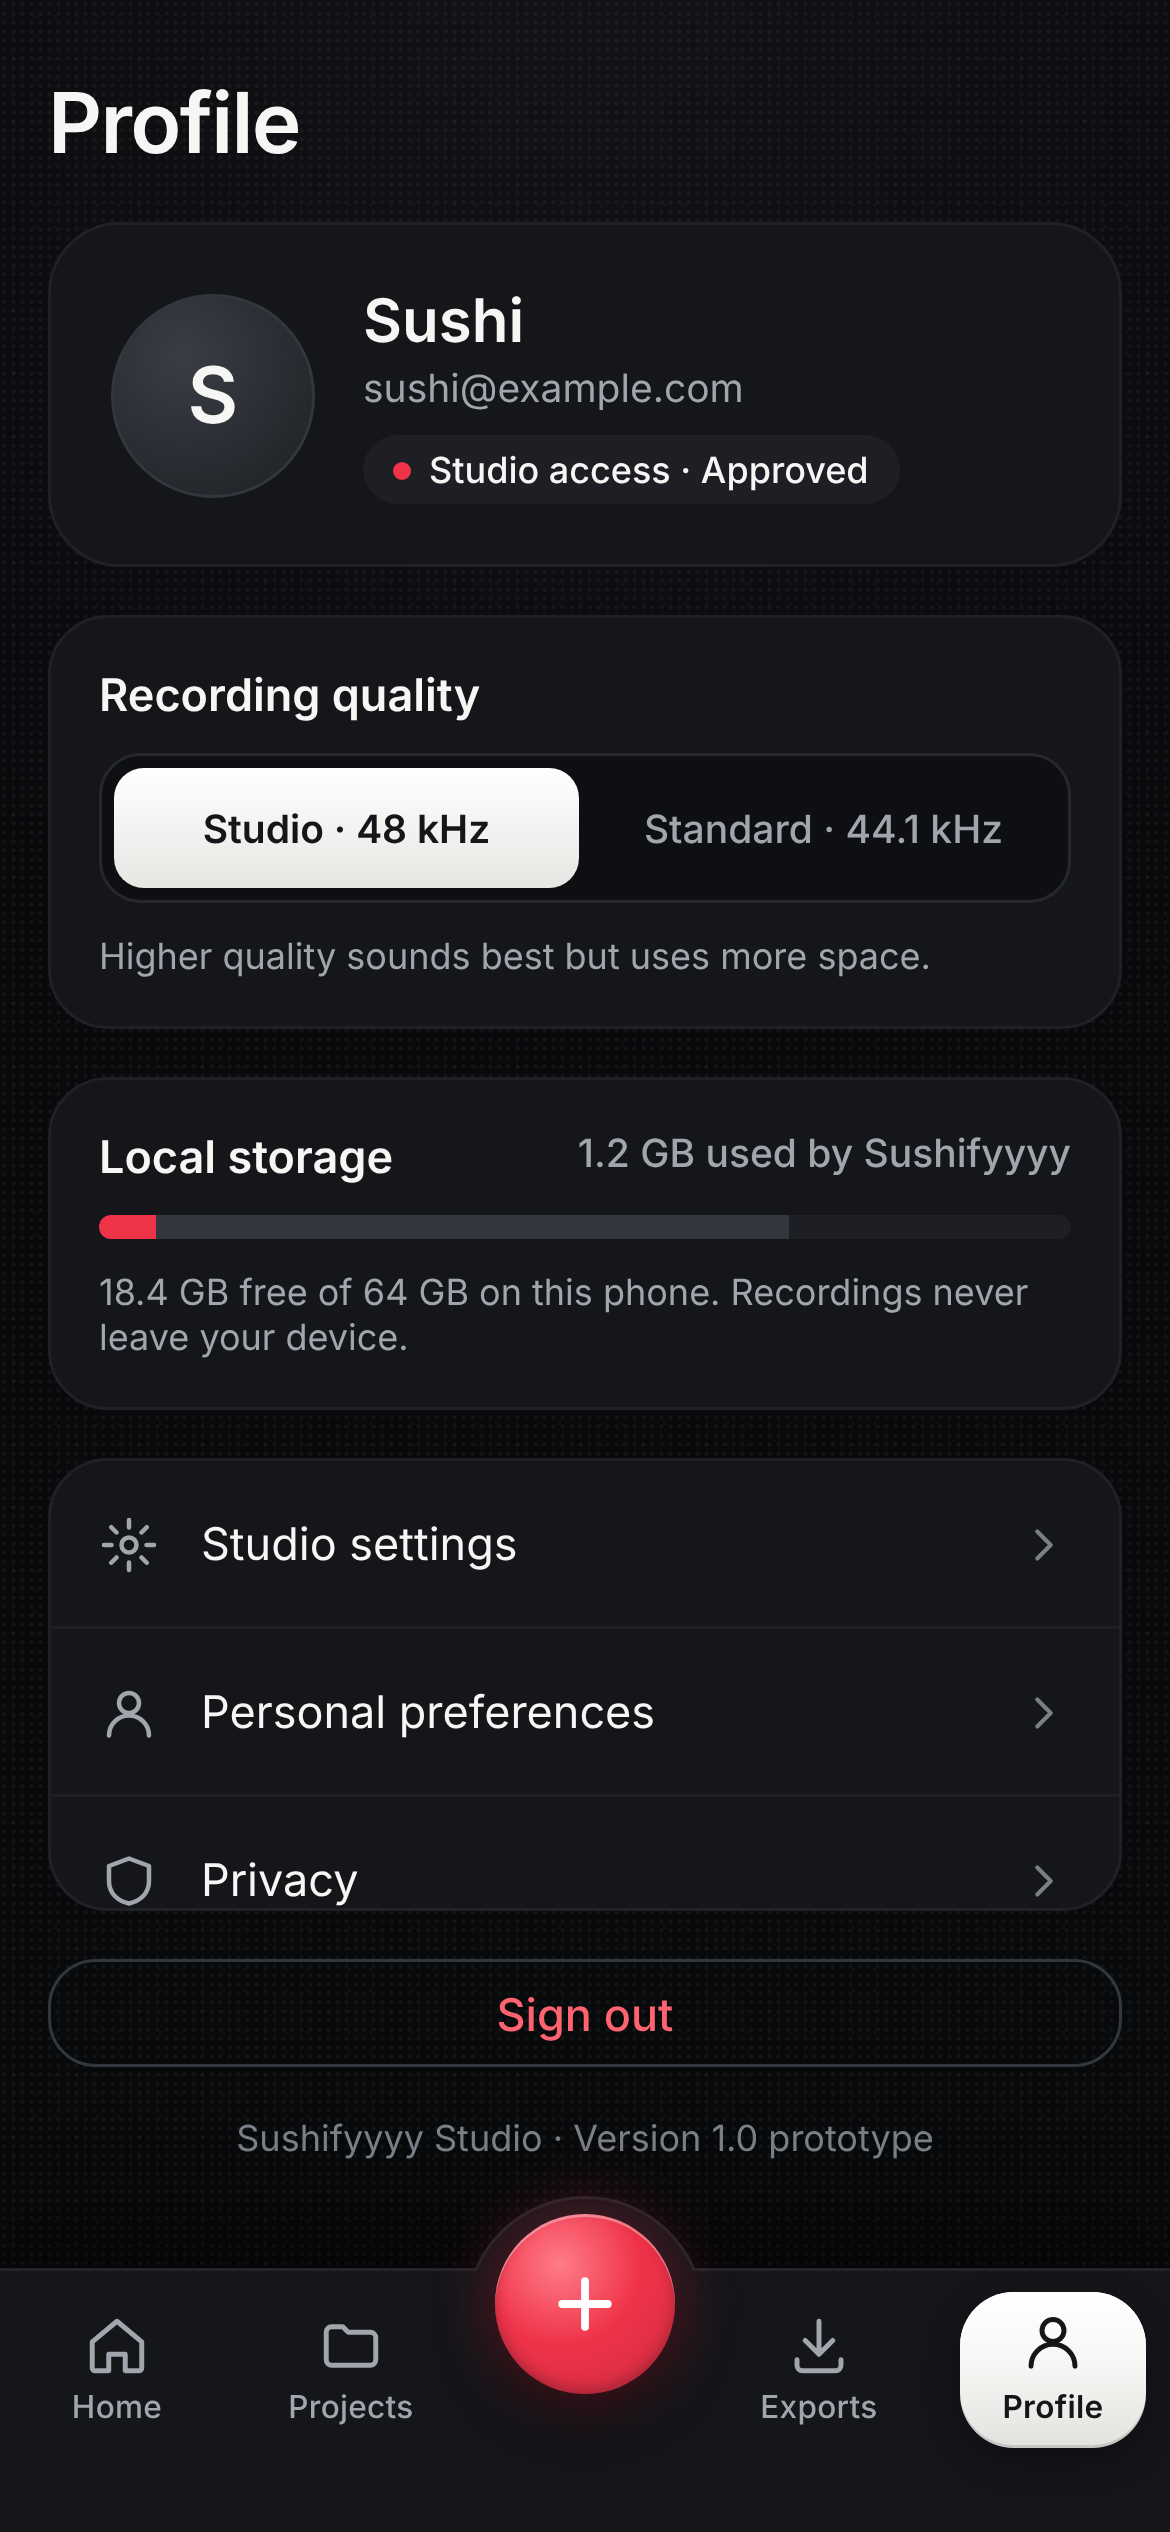 Profile
S
Sushi
sushi@example.com
Studio access · Approved
Recording quality
Studio · 48 kHz
Standard · 44.1 kHz
Higher quality sounds best but uses more space.
Local storage
1.2 GB used by Sushifyyyy
18.4 GB free of 64 GB on this phone. Recordings never
leave your device.
Studio settings
Personal preferences
Privacy
Sign out
Sushifyyyy Studio · Version 1.0 prototype
Home
Projects
Exports
Profile